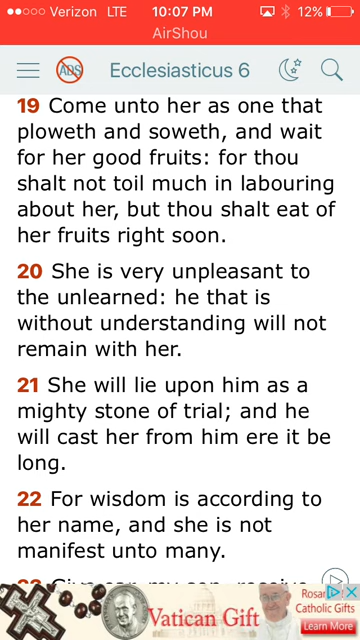 Verizon LTE 10:07 PM 12%
AirShou
ADS Ecclesiasticus 6
19 Come unto her as one that
ploweth and soweth, and wait
for her good fruits: for thou
shalt not toil much in labouring
about her, but thou shalt eat of
her fruits right soon.
20 She is very unpleasant to
the unlearned: he that is
without understanding will not
remain with her.
21 She will lie upon him as a
mighty stone of trial; and he
will cast her from him ere it be
long.
22 For wisdom is according to
her name, and she is not
manifest unto many.
Vatican Gift
Catholic Gifts
Learn More